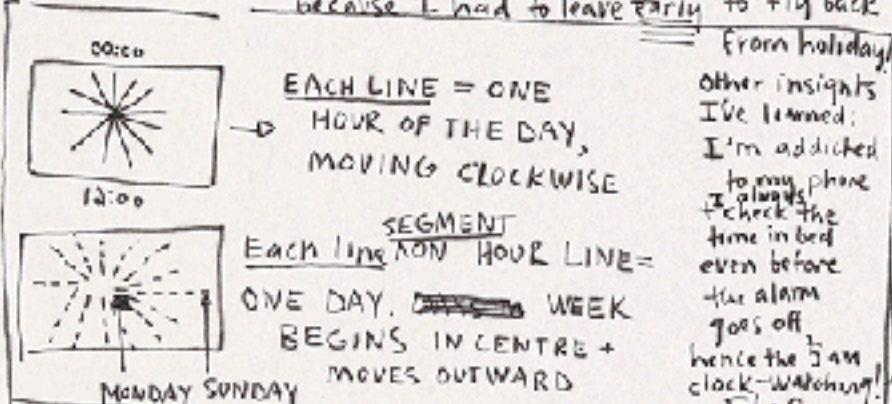 because I had to leave early to fly back
from holiday!
00:00
12:00
EACH LINE = ONE
HOUR OF THE DAY,
MOVING CLOCKWISE
SEGMENT
Each line ON HOUR LINE=
ONE DAY. WEEK
BEGINS IN CENTRE +
MOVES OUTWARD
MONDAY SUNDAY
Other insights
I've learned:
I'm addicted
to my phone
I always
+ check the
time in bed
even before
the alarm
goes off,
hence the 5am
clock-watching!